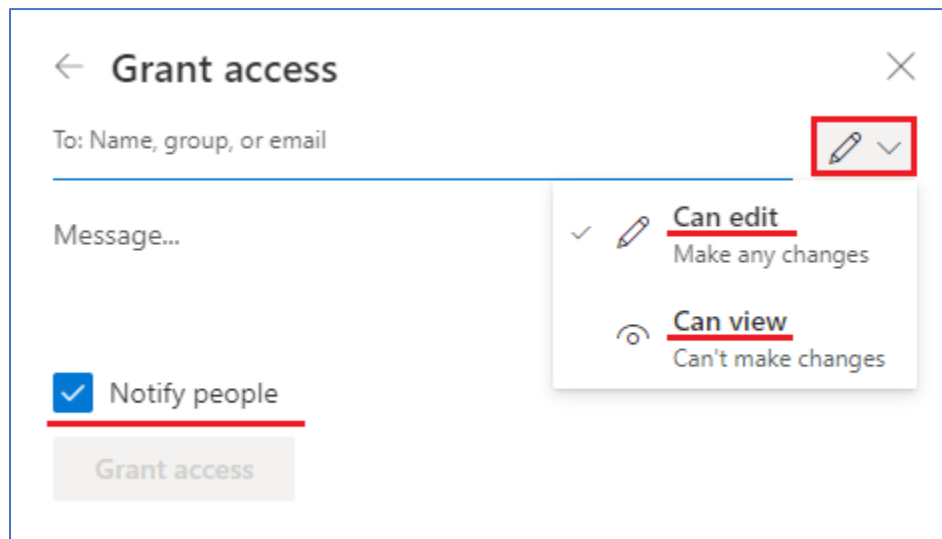 Grant access
To: Name, group, or email
Can edit
Make any changes
Message...
Can view
Can't make changes
Notify people
Grant access